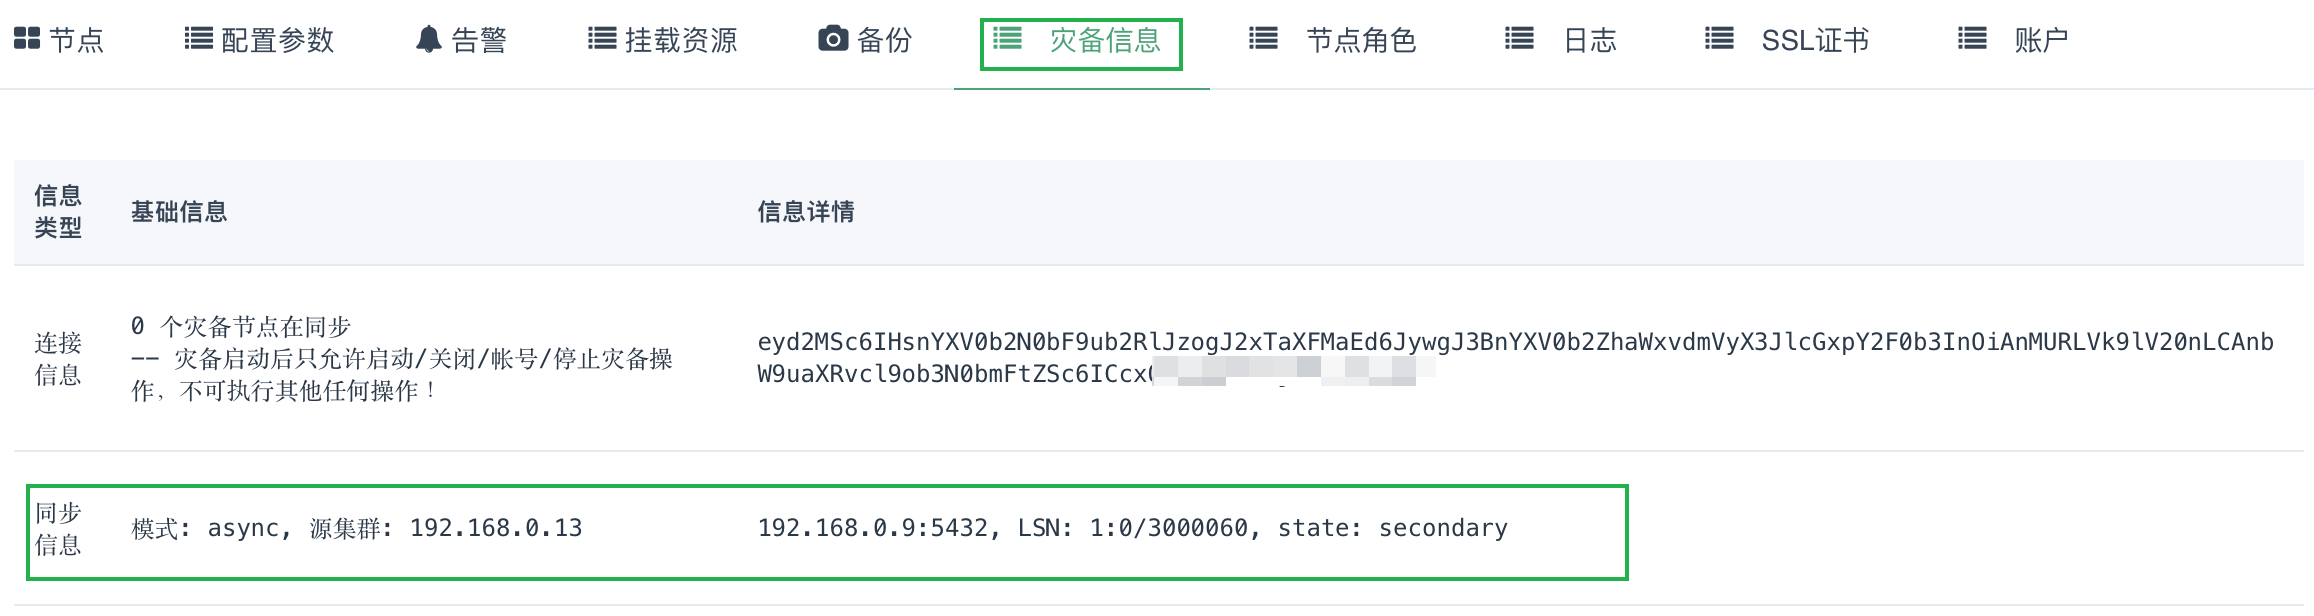 节点 配置参数 告警 挂载资源 备份 灾备信息 节点角色 日志 SSL证书 账户
信息类型 基础信息 信息详情
连接信息
0 个灾备节点在同步
-- 灾备启动后只允许启动/关闭/帐号/停止灾备操
作，不可执行其他任何操作！
eyd2MSc6IHsnYXV0b2N0bF9ub2RlJzogJ2xTaXFMaEd6JywgJ3BnYXV0b2ZhaWxvdmVyX3JlcGxpY2F0b3InOiAnMURLVk9lV20nLCAnb
W9uaXRvcl9ob3N0bmFtZSc6ICcx
同步信息
模式: async, 源集群: 192.168.0.13 192.168.0.9:5432, LSN: 1:0/3000060, state: secondary